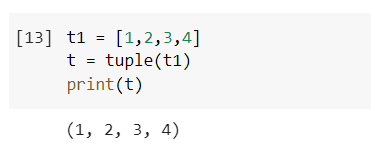 [13] t1 = [1,2,3,4]
t = tuple(t1)
print(t)
(1, 2, 3, 4)